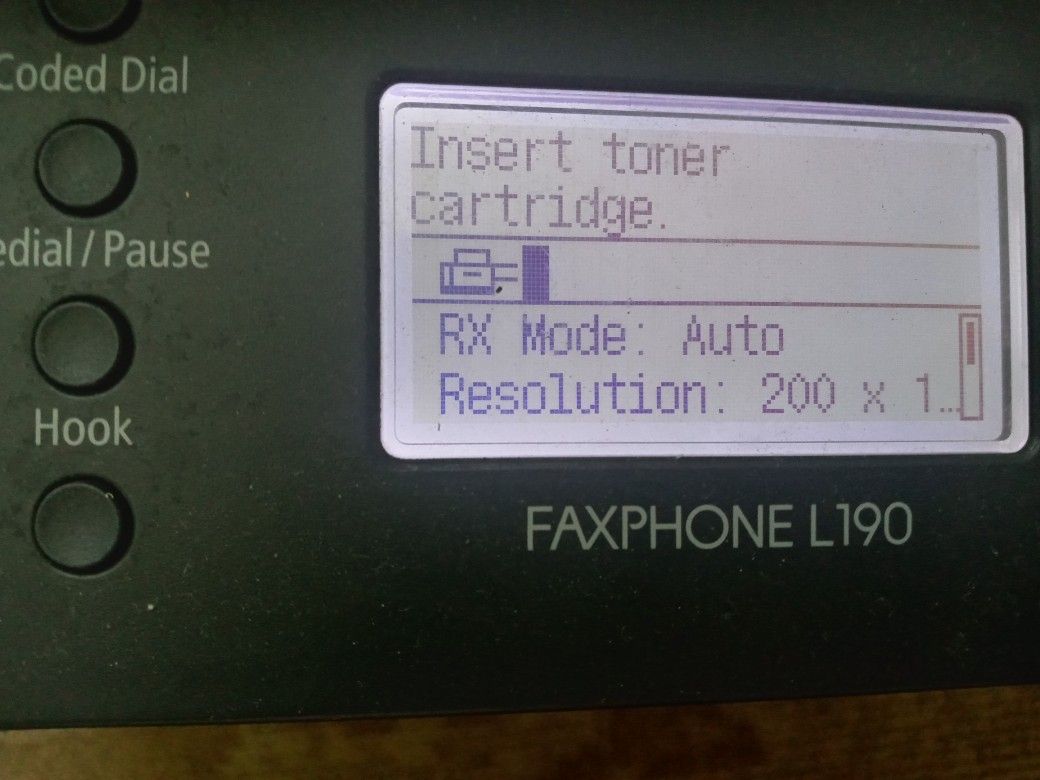 Coded Dial
edial / Pause
Hook
Insert toner
cartridge.
RX Mode: Auto
Resolution: 200 x 1…
FAXPHONE L190